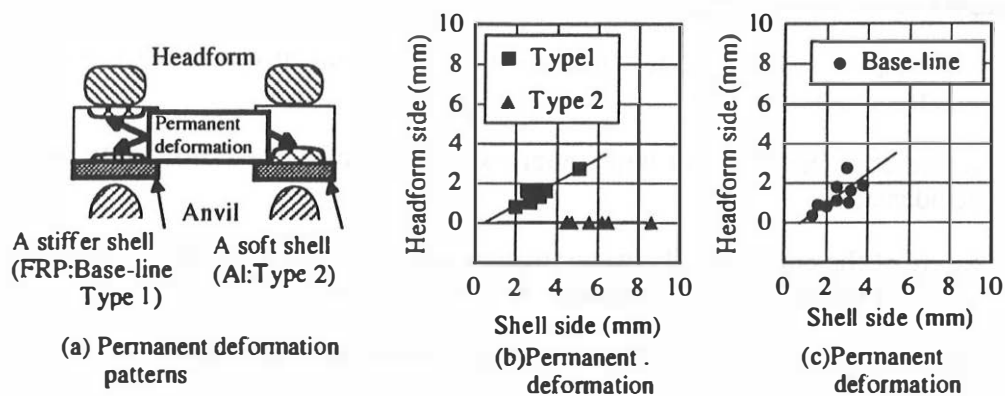 Headform
Permanent
deformation
Anvil
A stiffer shell
(FRP:Base-line
Type 1)
A soft shell
(Al:Type 2)
(a) Permanent deformation
patterns
Headform side (mm)
10
8
6
4
2
0
Type1
Type 2
0 2 4 6 8 10
Shell side (mm)
(b)Permanent .
deformation
Headform side (mm)
10
8
6
4
2
0
Base-line
0 2 4 6 8 10
Shell side (mm)
(c)Permanent
deformation